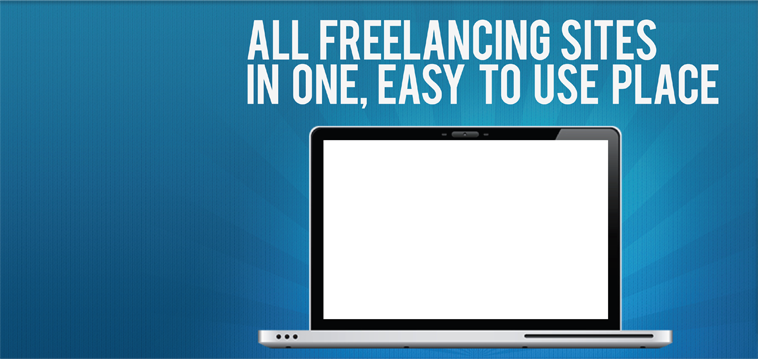 ALL FREELANCING SITES
IN ONE, EASY TO USE PLACE